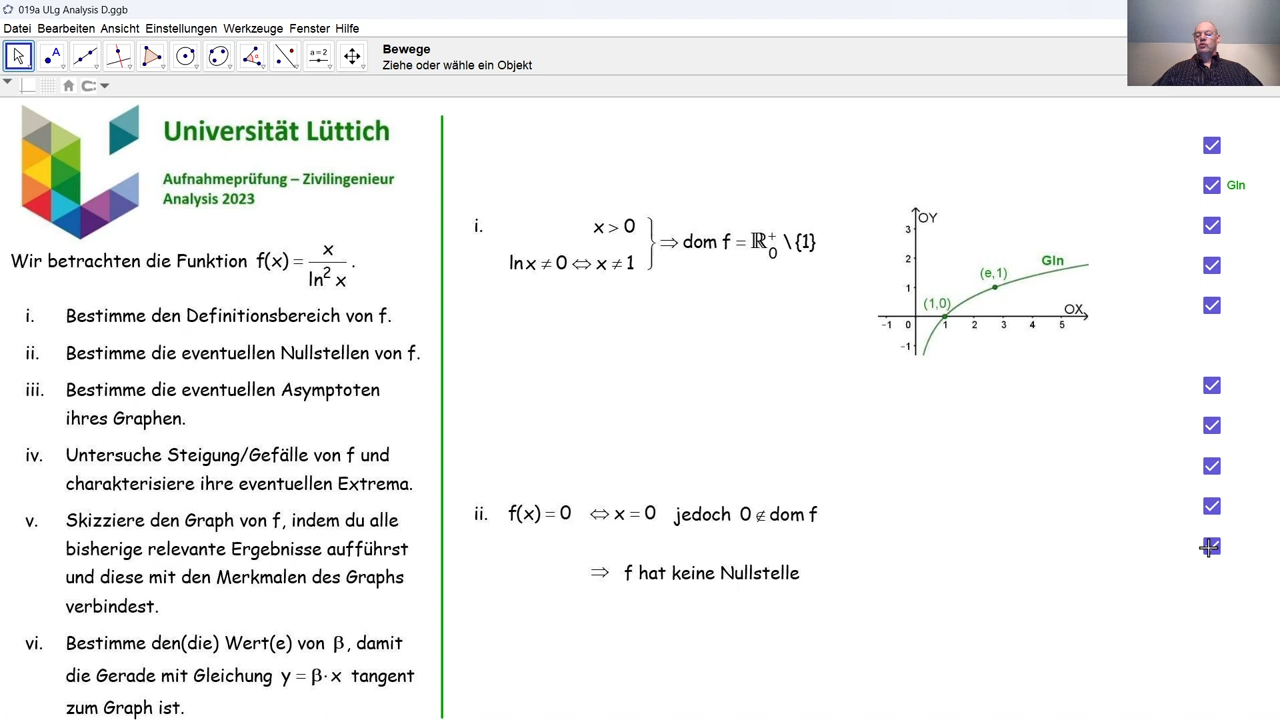 019a ULg Analysis D.ggb
Datei Bearbeiten Ansicht Einstellungen Werkzeuge Fenster Hilfe
A
a=2
Bewege
Ziehe oder wähle ein Objekt
Universität Lüttich
Aufnahmeprüfung – Zivilingenieur
Analysis 2023
Wir betrachten die Funktion f(x) = x / ln² x .
i. Bestimme den Definitionsbereich von f.
ii. Bestimme die eventuellen Nullstellen von f.
iii. Bestimme die eventuellen Asymptoten
ihres Graphen.
iv. Untersuche Steigung/Gefälle von f und
charakterisiere ihre eventuellen Extrema.
v. Skizziere den Graph von f, indem du alle
bisherige relevante Ergebnisse aufführst
und diese mit den Merkmalen des Graphs
verbindest.
vi. Bestimme den(die) Wert(e) von β, damit
die Gerade mit Gleichung y = β·x tangent
zum Graph ist.
i. x > 0
ln x ≠ 0 ⇔ x ≠ 1 } ⇒ dom f = ℝ⁺₀ \ {1}
OY
3
2
1
-1 0 1 2 3 4 5
-1
OX
Gln
(e,1)
(1,0)
ii. f(x) = 0 ⇔ x = 0 jedoch 0 ∉ dom f
⇒ f hat keine Nullstelle
Gln